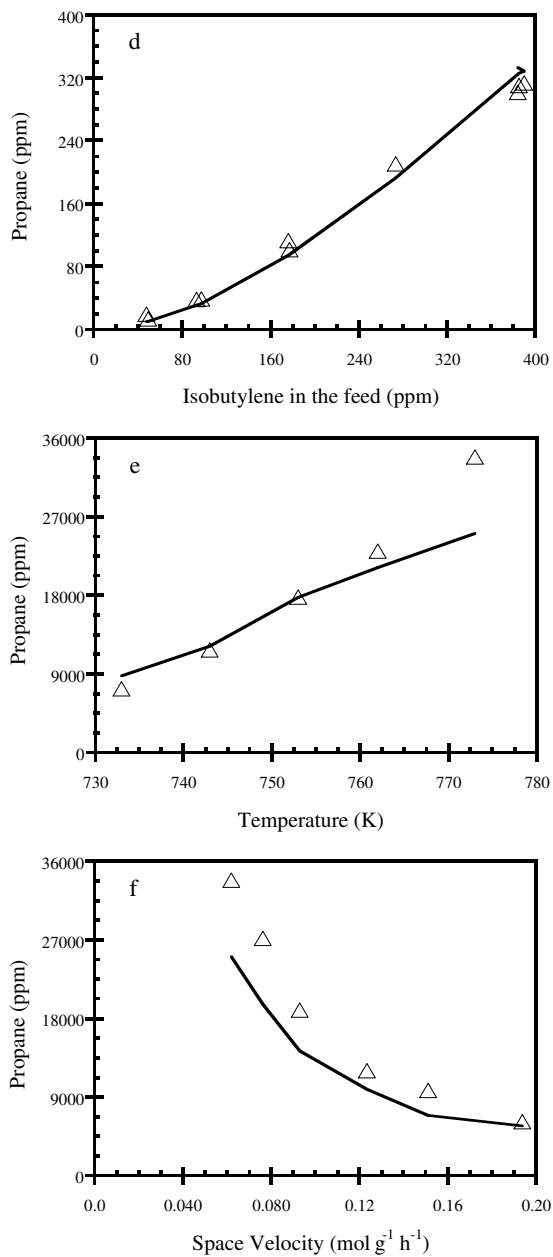 400
d
320
240
160
80
0
Propane (ppm)
0 80 160 240 320 400
Isobutylene in the feed (ppm)
36000
e
27000
18000
9000
0
Propane (ppm)
730 740 750 760 770 780
Temperature (K)
36000
f
27000
18000
9000
0
Propane (ppm)
0.0 0.040 0.080 0.12 0.16 0.20
Space Velocity (mol g⁻¹ h⁻¹)